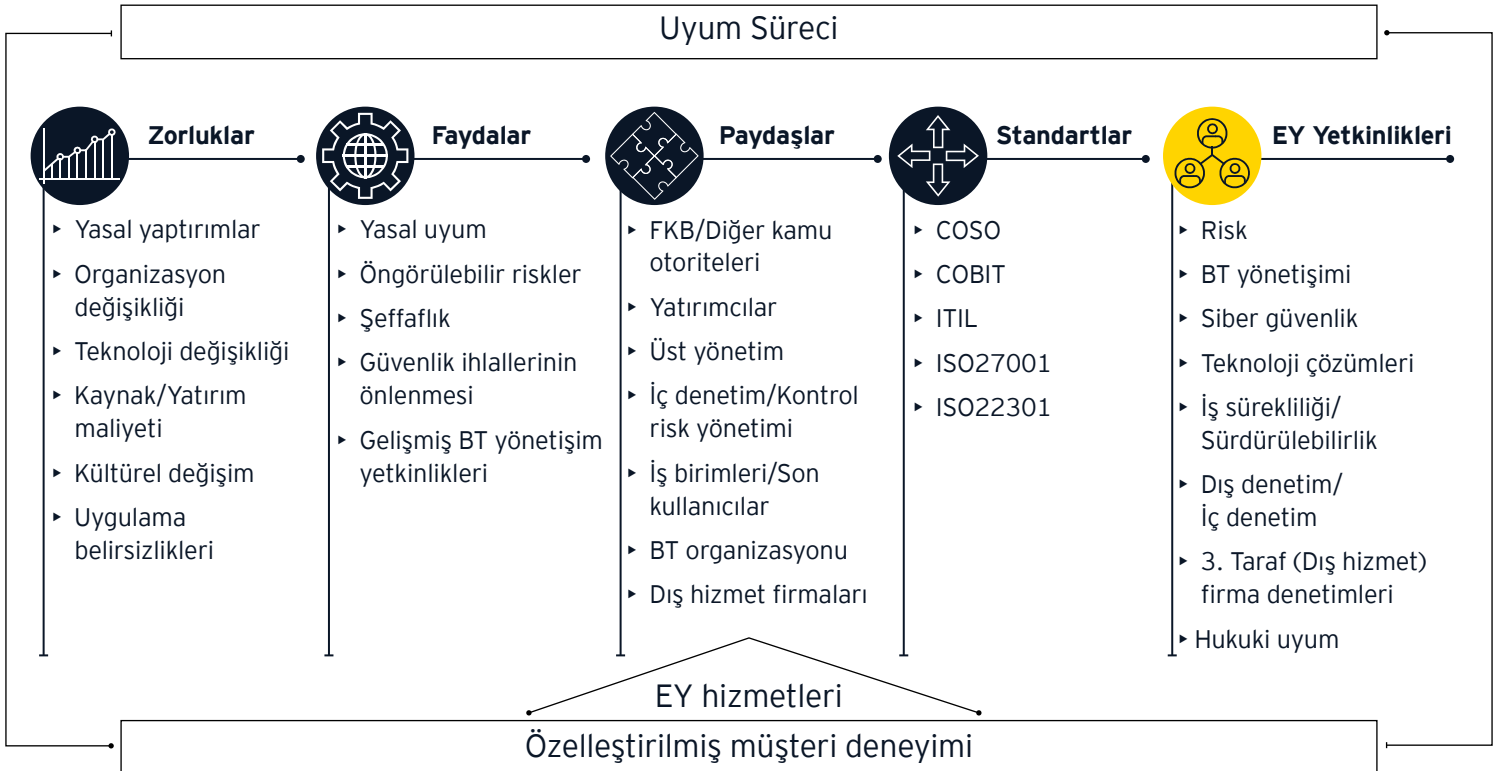 Uyum Süreci
Zorluklar
Yasal yaptırımlar
Organizasyon
değişikliği
Teknoloji değişikliği
Kaynak/Yatırım
maliyeti
Kültürel değişim
Uygulama
belirsizlikleri
Faydalar
Yasal uyum
Öngörülebilir riskler
Şeffaflık
Güvenlik ihlallerinin
önlenmesi
Gelişmiş BT yönetişim
yetkinlikleri
Paydaşlar
FKB/Diğer kamu
otoriteleri
Yatırımcılar
Üst yönetim
İç denetim/Kontrol
risk yönetimi
İş birimleri/Son
kullanıcılar
BT organizasyonu
Dış hizmet firmaları
Standartlar
COSO
COBIT
ITIL
ISO27001
ISO22301
EY Yetkinlikleri
Risk
BT yönetişimi
Siber güvenlik
Teknoloji çözümleri
İş sürekliliği/
Sürdürülebilirlik
Dış denetim/
İç denetim
3. Taraf (Dış hizmet)
firma denetimleri
Hukuki uyum
EY hizmetleri
Özelleştirilmiş müşteri deneyimi